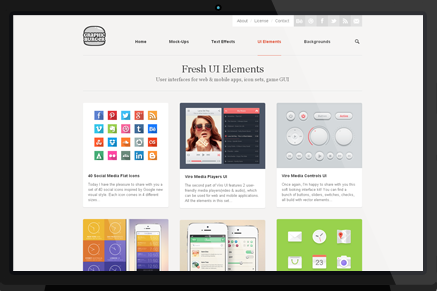 About License Contact
GRAPHIC
BURGER
Home Mock-Ups Text Effects UI Elements Backgrounds
Fresh UI Elements
User interfaces for web & mobile apps, icon sets, game GUI
40 Social Media Flat Icons
Today I have the pleasure to share with you a
set of 40 social icons inspired by Google new
visual style. Each icon comes in 4 different
sizes.
Viro Media Players UI
The second part of Viro UI features 2 user-
friendly media players(audio & video), which
can be used for web and mobile applications
All the elements in this set
Viro Media Controls UI
Once again, I'm happy to share with you this
soft looking interface kit! You can find a
bunch of buttons, sliders, switches, charts,
all build with vector elements.
23